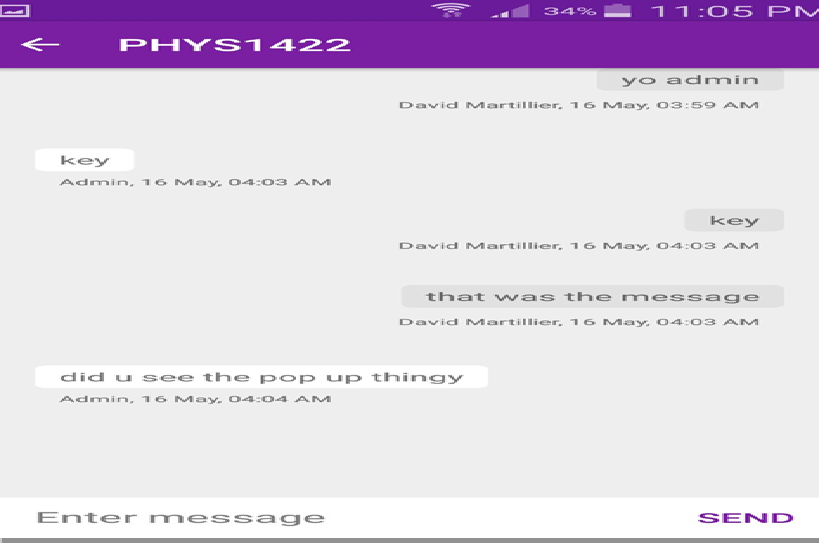 34% 11:05 PM
PHYS1422
yo admin
David Martillier, 16 May, 03:59 AM
key
Admin, 16 May, 04:03 AM
key
David Martillier, 16 May, 04:03 AM
that was the message
David Martillier, 16 May, 04:03 AM
did u see the pop up thingy
Admin, 16 May, 04:04 AM
Enter message SEND